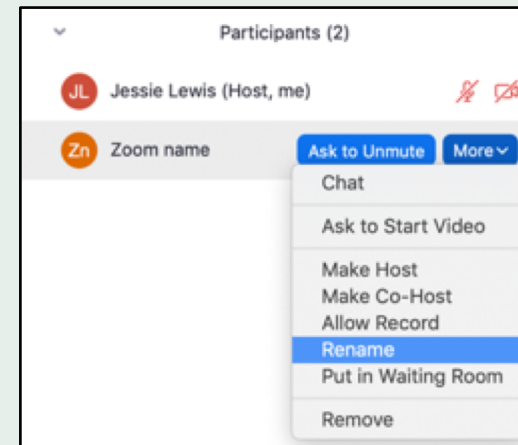 Participants (2)
JL Jessie Lewis (Host, me)
Zn Zoom name Ask to Unmute More
Chat
Ask to Start Video
Make Host
Make Co-Host
Allow Record
Rename
Put in Waiting Room
Remove